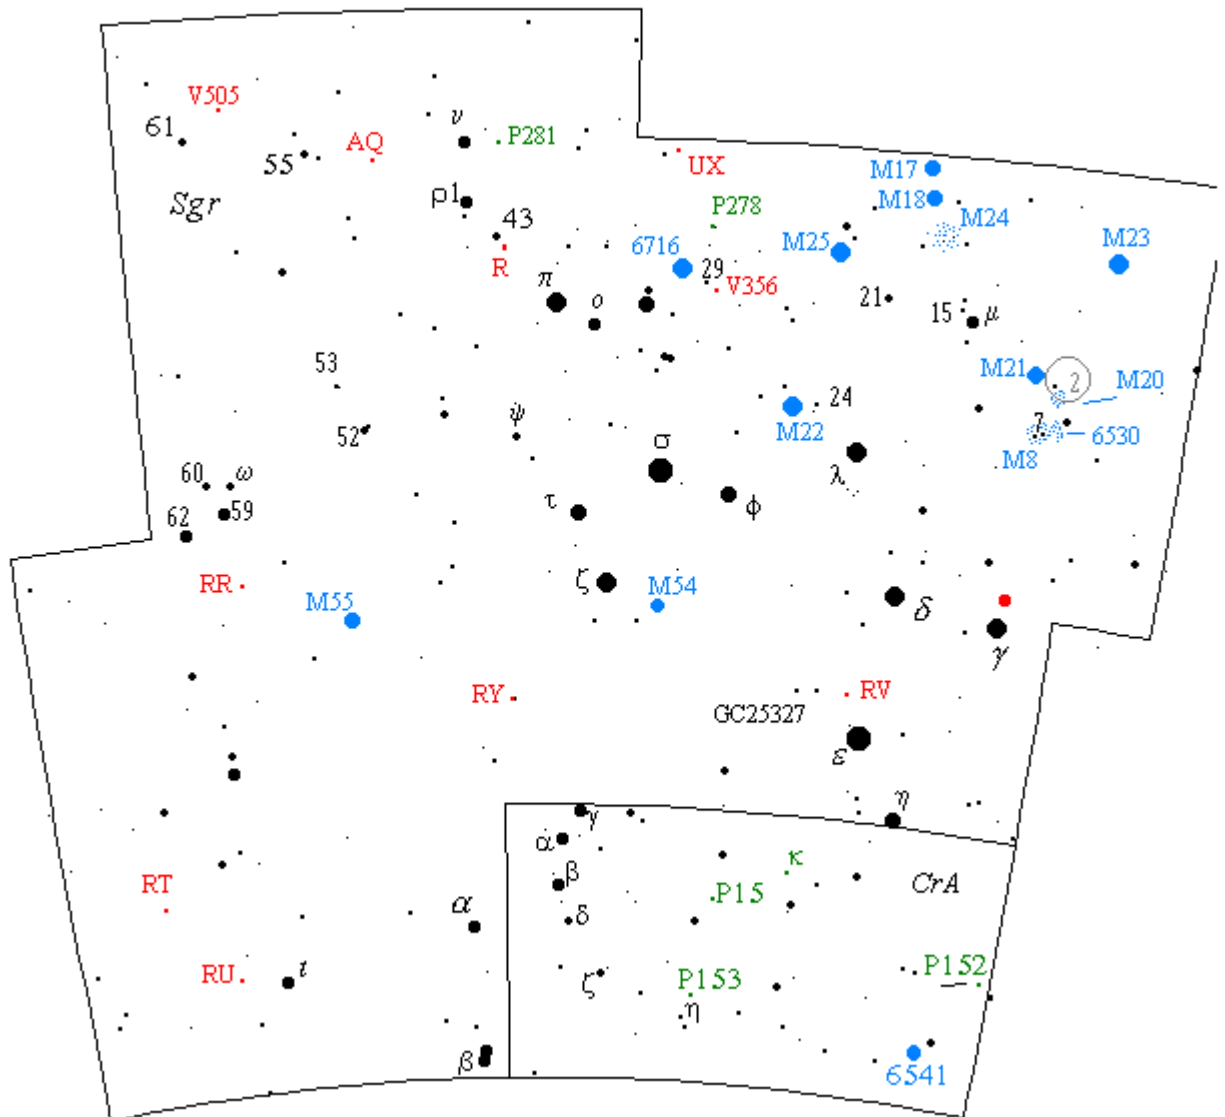 V505
61
AQ
ν
P281
55
UX
M17
Sgr
ρ1
M18
43
P278
M24
R
6716
M25
M23
29
π
ο
V356
21
15
μ
53
M21
2
M20
24
52
ψ
M22
7
6530
σ
λ
M8
60
ω
59
τ
φ
62
RR
ζ
M54
M55
δ
γ
RY
RV
GC25327
ε
η
γ
α
β
κ
CrA
RT
P15
α
δ
RU
ι
ζ
P153
P152
η
β
6541